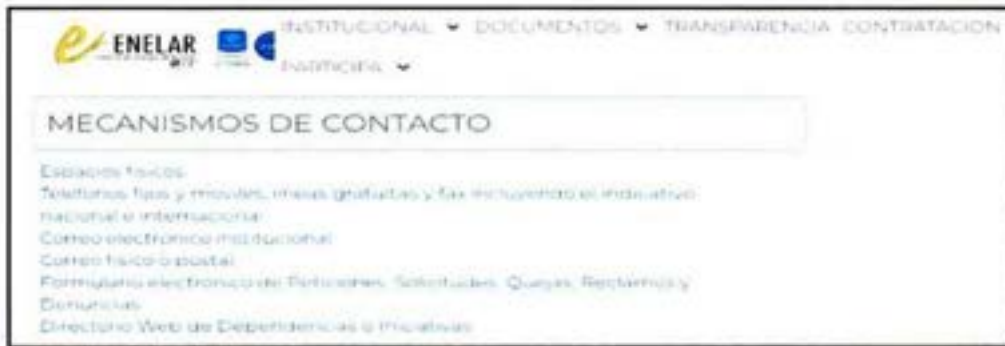 INSTITUCIONAL DOCUMENTOS TRANSPARENCIA CONTRATACION
ENELAR
PARTICIPA
MECANISMOS DE CONTACTO
Espacios físicos
Teléfonos fijos y móviles, líneas gratuitas y fax incluyendo el indicativo
nacional e internacional
Correo electrónico institucional
Correo físico o postal
Formulario electrónico de Peticiones, Solicitudes, Quejas, Reclamos y
Denuncias
Directorio Web de Dependencias o Iniciativas